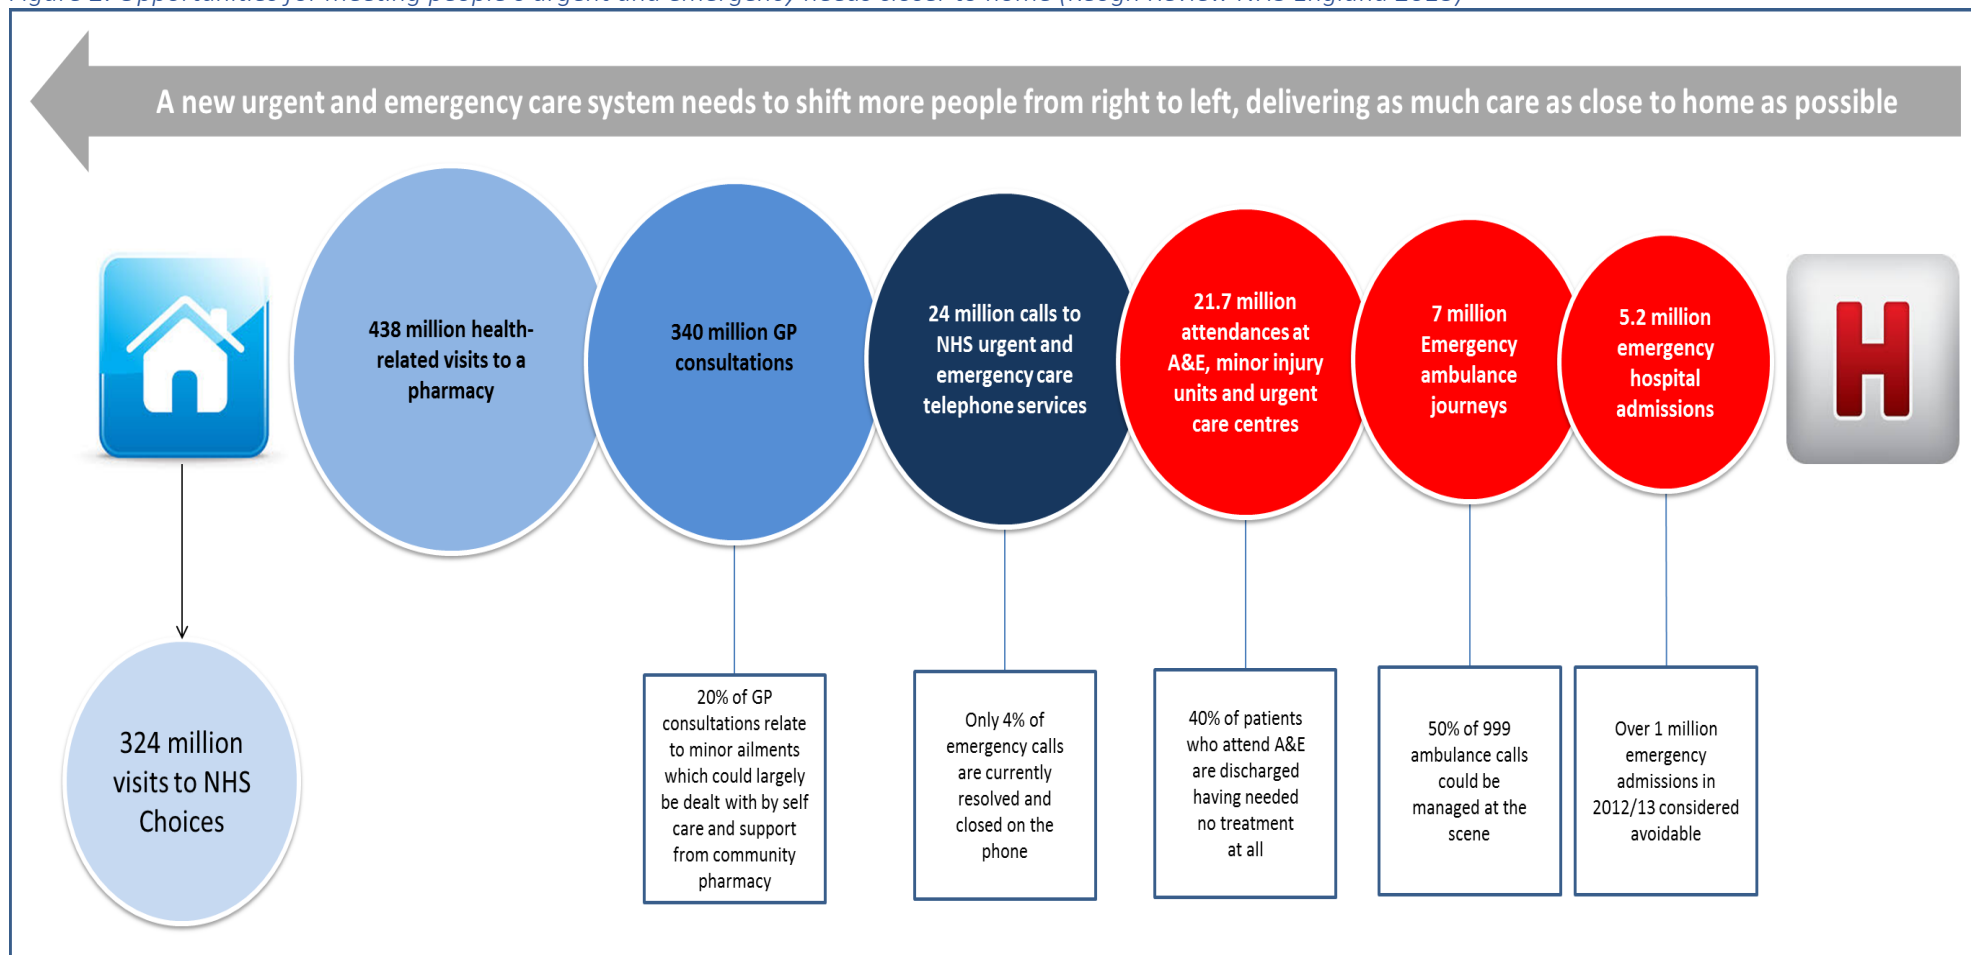 A new urgent and emergency care system needs to shift more people from right to left, delivering as much care as close to home as possible
438 million health-
related visits to a
pharmacy
340 million GP
consultations
24 million calls to
NHS urgent and
emergency care
telephone services
21.7 million
attendances at
A&E, minor injury
units and urgent
care centres
7 million
Emergency
ambulance
journeys
5.2 million
emergency
hospital
admissions
H
324 million
visits to NHS
Choices
20% of GP
consultations relate
to minor ailments
which could largely
be dealt with by self
care and support
from community
pharmacy
Only 4% of
emergency calls
are currently
resolved and
closed on the
phone
40% of patients
who attend A&E
are discharged
having needed
no treatment
at all
50% of 999
ambulance calls
could be
managed at the
scene
Over 1 million
emergency
admissions in
2012/13 considered
avoidable